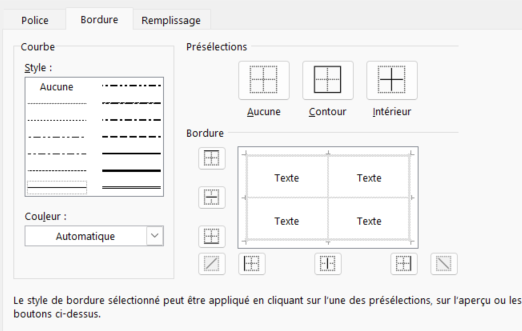 Police Bordure Remplissage
Courbe
Style :
Aucune
Couleur :
Automatique
Présélections
Aucune Contour Intérieur
Bordure
Texte Texte
Texte Texte
Le style de bordure sélectionné peut être appliqué en cliquant sur l'une des présélections, sur l'aperçu ou les
boutons ci-dessus.